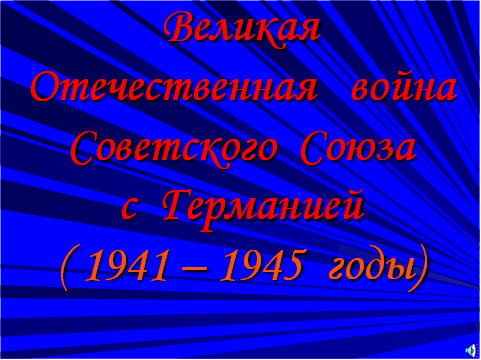 Великая
Отечественная война
Советского Союза
с Германией
( 1941 – 1945 годы)